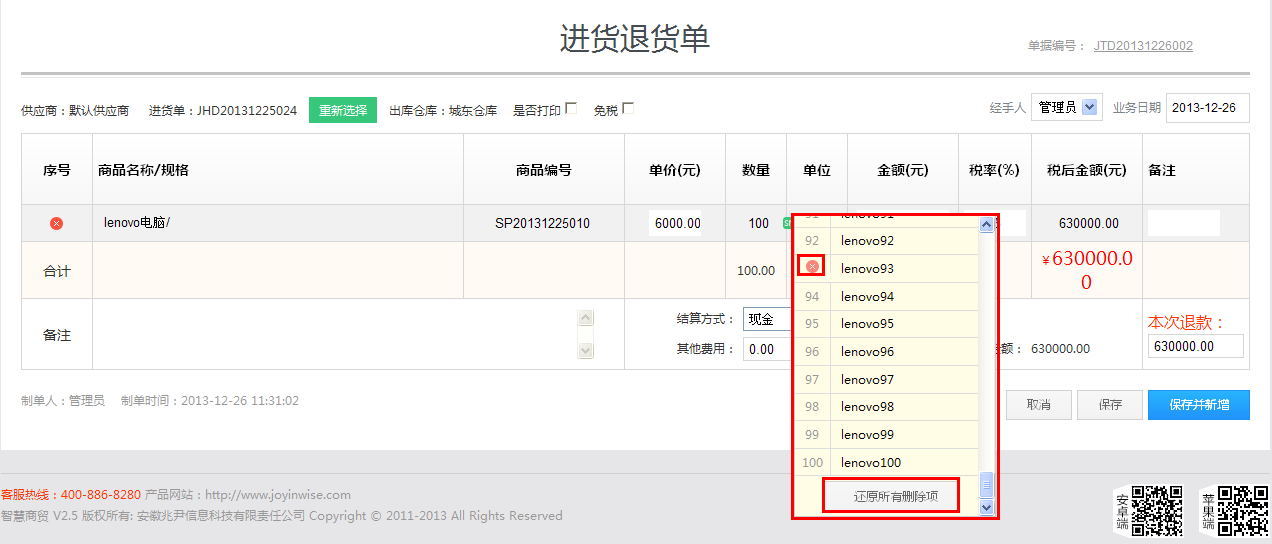 进货退货单
单据编号： JTD20131226002
供应商：默认供应商 进货单：JHD20131225024 重新选择 出库仓库：城东仓库 是否打印 免税 经手人 管理员 业务日期 2013-12-26
序号 商品名称/规格 商品编号 单价(元) 数量 单位 金额(元) 税率(%) 税后金额(元) 备注
lenovo电脑/ SP20131225010 6000.00 100 630000.00
合计 100.00 ¥630000.0
0
备注 结算方式： 现金 本次退款：
其他费用： 0.00 额： 630000.00 630000.00
lenovo91
92 lenovo92
lenovo93
94 lenovo94
95 lenovo95
96 lenovo96
97 lenovo97
98 lenovo98
99 lenovo99
100 lenovo100
还原所有删除项
制单人：管理员 制单时间：2013-12-26 11:31:02 取消 保存 保存并新增
客服热线：400-886-8280 产品网站：http://www.joyinwise.com
智慧商贸 V2.5 版权所有: 安徽兆尹信息科技有限责任公司 Copyright © 2011-2013 All Rights Reserved
安卓端 苹果端